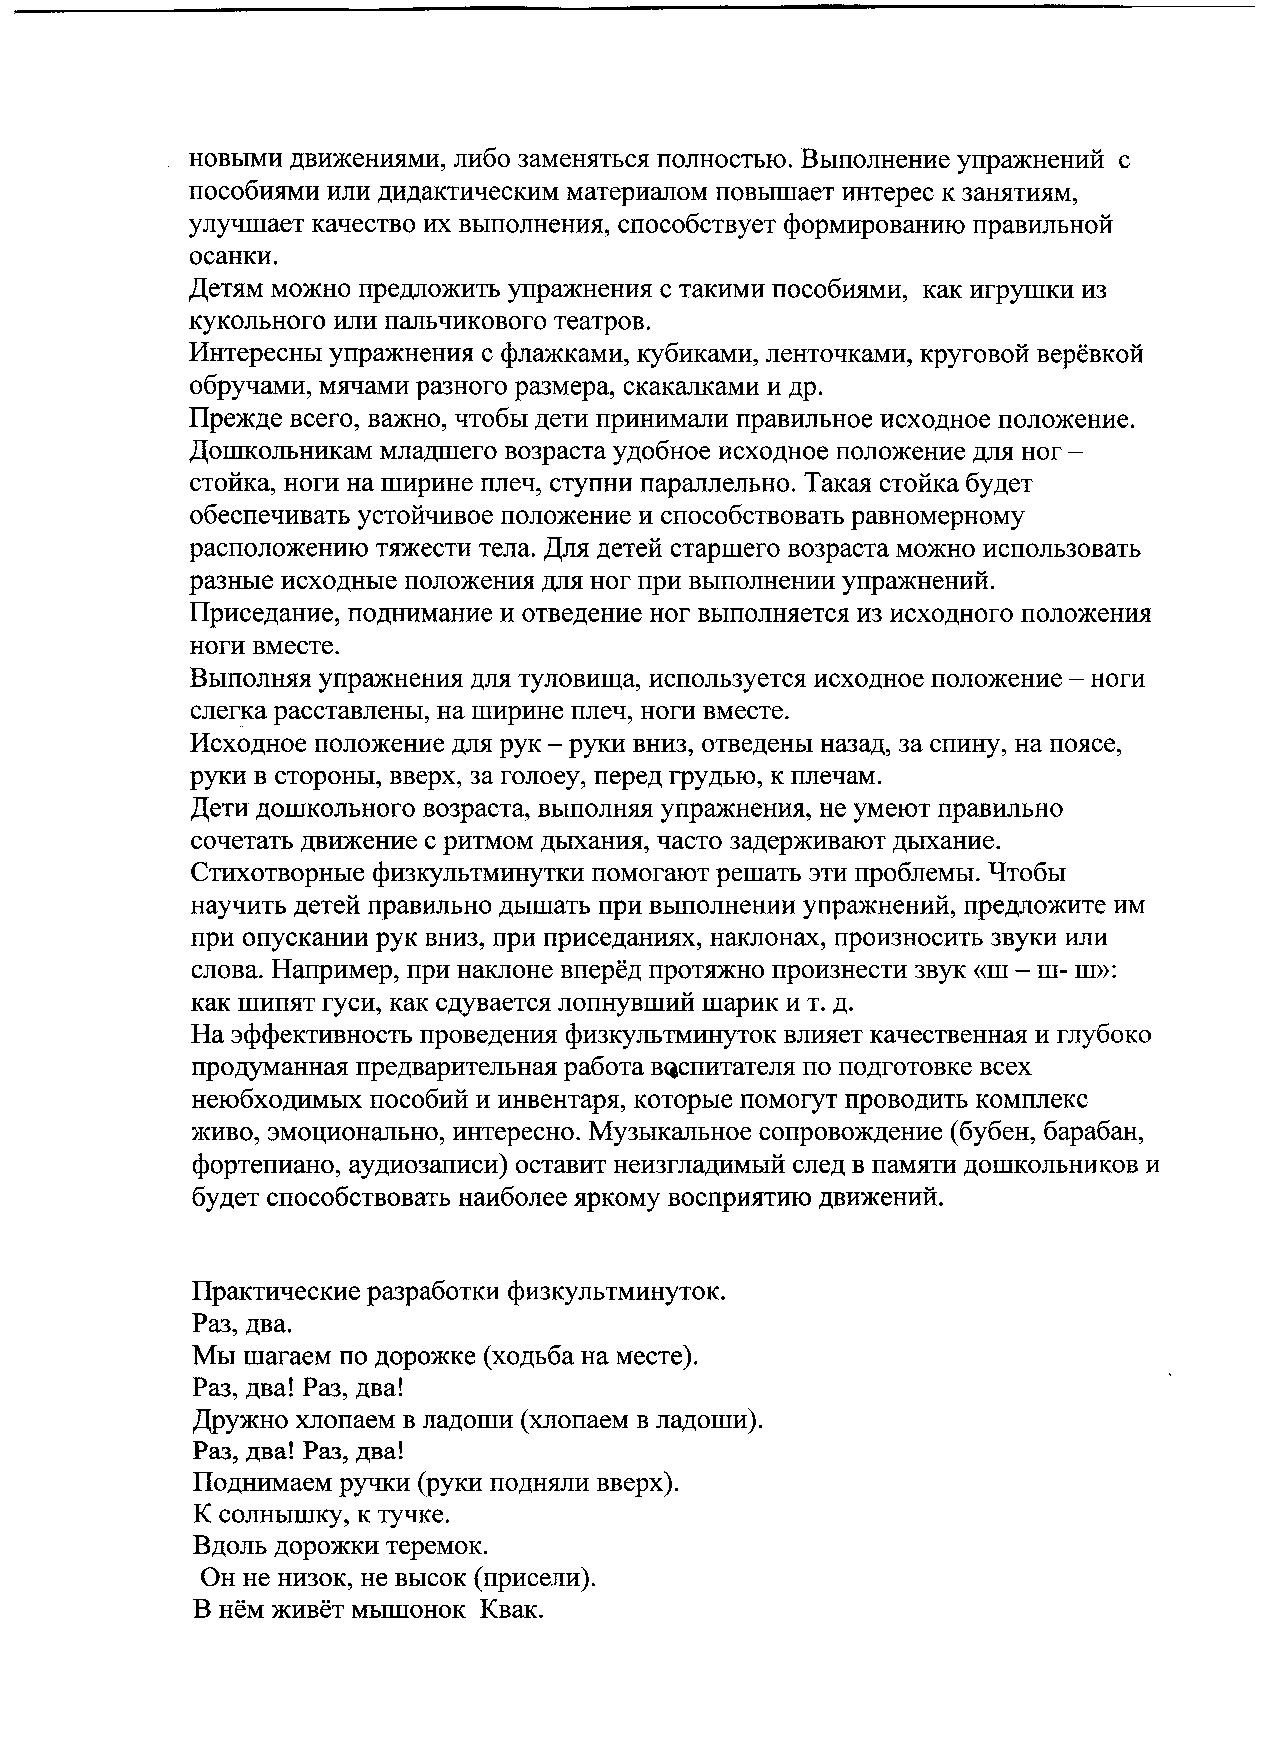 новыми движениями, либо заменяться полностью. Выполнение упражнений с
пособиями или дидактическим материалом повышает интерес к занятиям,
улучшает качество их выполнения, способствует формированию правильной
осанки.
Детям можно предложить упражнения с такими пособиями, как игрушки из
кукольного или пальчикового театров.
Интересны упражнения с флажками, кубиками, ленточками, круговой верёвкой
обручами, мячами разного размера, скакалками и др.
Прежде всего, важно, чтобы дети принимали правильное исходное положение.
Дошкольникам младшего возраста удобное исходное положение для ног –
стойка, ноги на ширине плеч, ступни параллельно. Такая стойка будет
обеспечивать устойчивое положение и способствовать равномерному
расположению тяжести тела. Для детей старшего возраста можно использовать
разные исходные положения для ног при выполнении упражнений.
Приседание, поднимание и отведение ног выполняется из исходного положения
ноги вместе.
Выполняя упражнения для туловища, используется исходное положение – ноги
слегка расставлены, на ширине плеч, ноги вместе.
Исходное положение для рук – руки вниз, отведены назад, за спину, на поясе,
руки в стороны, вверх, за голоеу, перед грудью, к плечам.
Дети дошкольного возраста, выполняя упражнения, не умеют правильно
сочетать движение с ритмом дыхания, часто задерживают дыхание.
Стихотворные физкультминутки помогают решать эти проблемы. Чтобы
научить детей правильно дышать при выполнении упражнений, предложите им
при опускании рук вниз, при приседаниях, наклонах, произносить звуки или
слова. Например, при наклоне вперёд протяжно произнести звук «ш – ш- ш»:
как шипят гуси, как сдувается лопнувший шарик и т. д.
На эффективность проведения физкультминуток влияет качественная и глубоко
продуманная предварительная работа воспитателя по подготовке всех
неюбходимых пособий и инвентаря, которые помогут проводить комплекс
живо, эмоционально, интересно. Музыкальное сопровождение (бубен, барабан,
фортепиано, аудиозаписи) оставит неизгладимый след в памяти дошкольников и
будет способствовать наиболее яркому восприятию движений.
Практические разработки физкультминуток.
Раз, два.
Мы шагаем по дорожке (ходьба на месте).
Раз, два! Раз, два!
Дружно хлопаем в ладоши (хлопаем в ладоши).
Раз, два! Раз, два!
Поднимаем ручки (руки подняли вверх).
К солнышку, к тучке.
Вдоль дорожки теремок.
Он не низок, не высок (присели).
В нём живёт мышонок Квак.